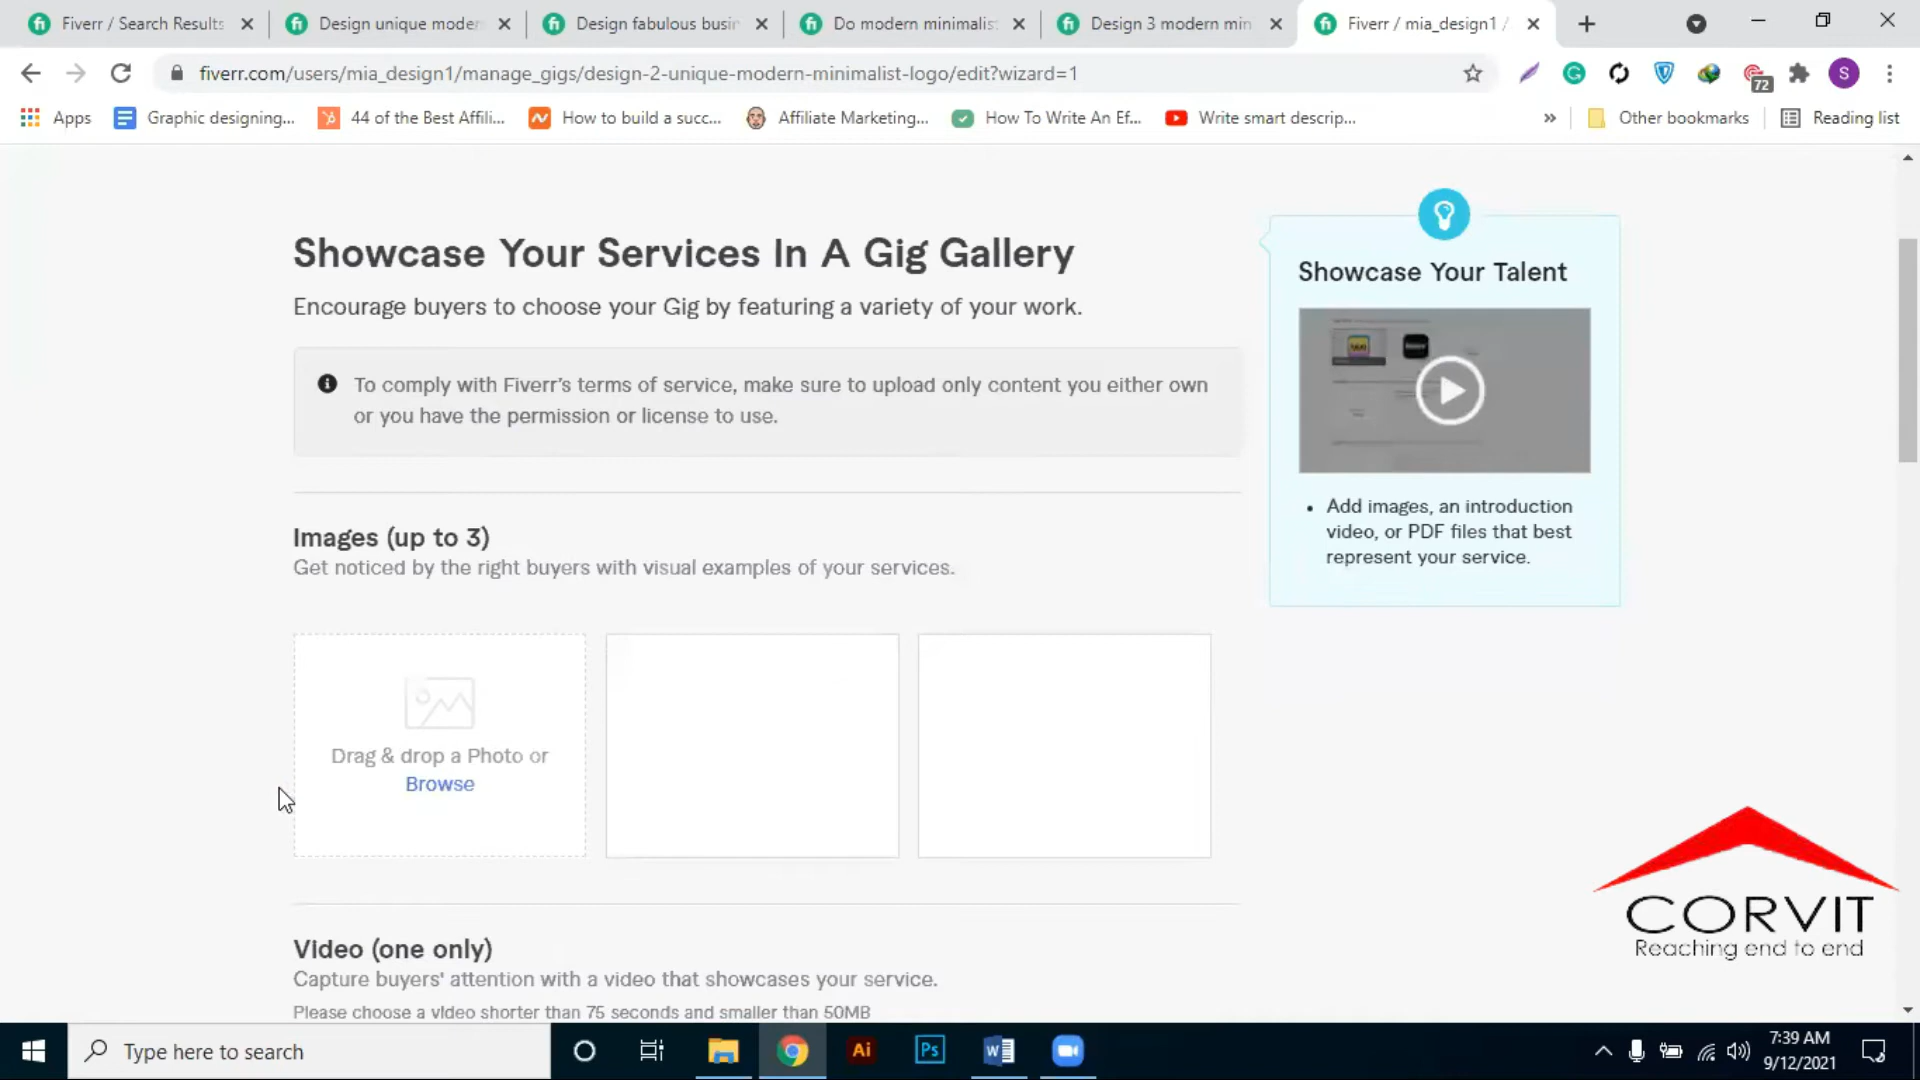 Fiverr / Search Results
Design unique moder
Design fabulous busin
Do modern minimalis
Design 3 modern min
Fiverr / mia_design1 /
fiverr.com/users/mia_design1/manage_gigs/design-2-unique-modern-minimalist-logo/edit?wizard=1
72
S
Apps
Graphic designing...
44 of the Best Affili...
How to build a succ...
Affiliate Marketing...
How To Write An Ef...
Write smart descrip...
»
Other bookmarks
Reading list
Showcase Your Services In A Gig Gallery
Encourage buyers to choose your Gig by featuring a variety of your work.
To comply with Fiverr's terms of service, make sure to upload only content you either own
or you have the permission or license to use.
Showcase Your Talent
• Add images, an introduction
video, or PDF files that best
represent your service.
Images (up to 3)
Get noticed by the right buyers with visual examples of your services.
Drag & drop a Photo or
Browse
Video (one only)
Capture buyers' attention with a video that showcases your service.
Please choose a video shorter than 75 seconds and smaller than 50MB
CORVIT
Reaching end to end
Type here to search
Ai
Ps
7:39 AM
9/12/2021